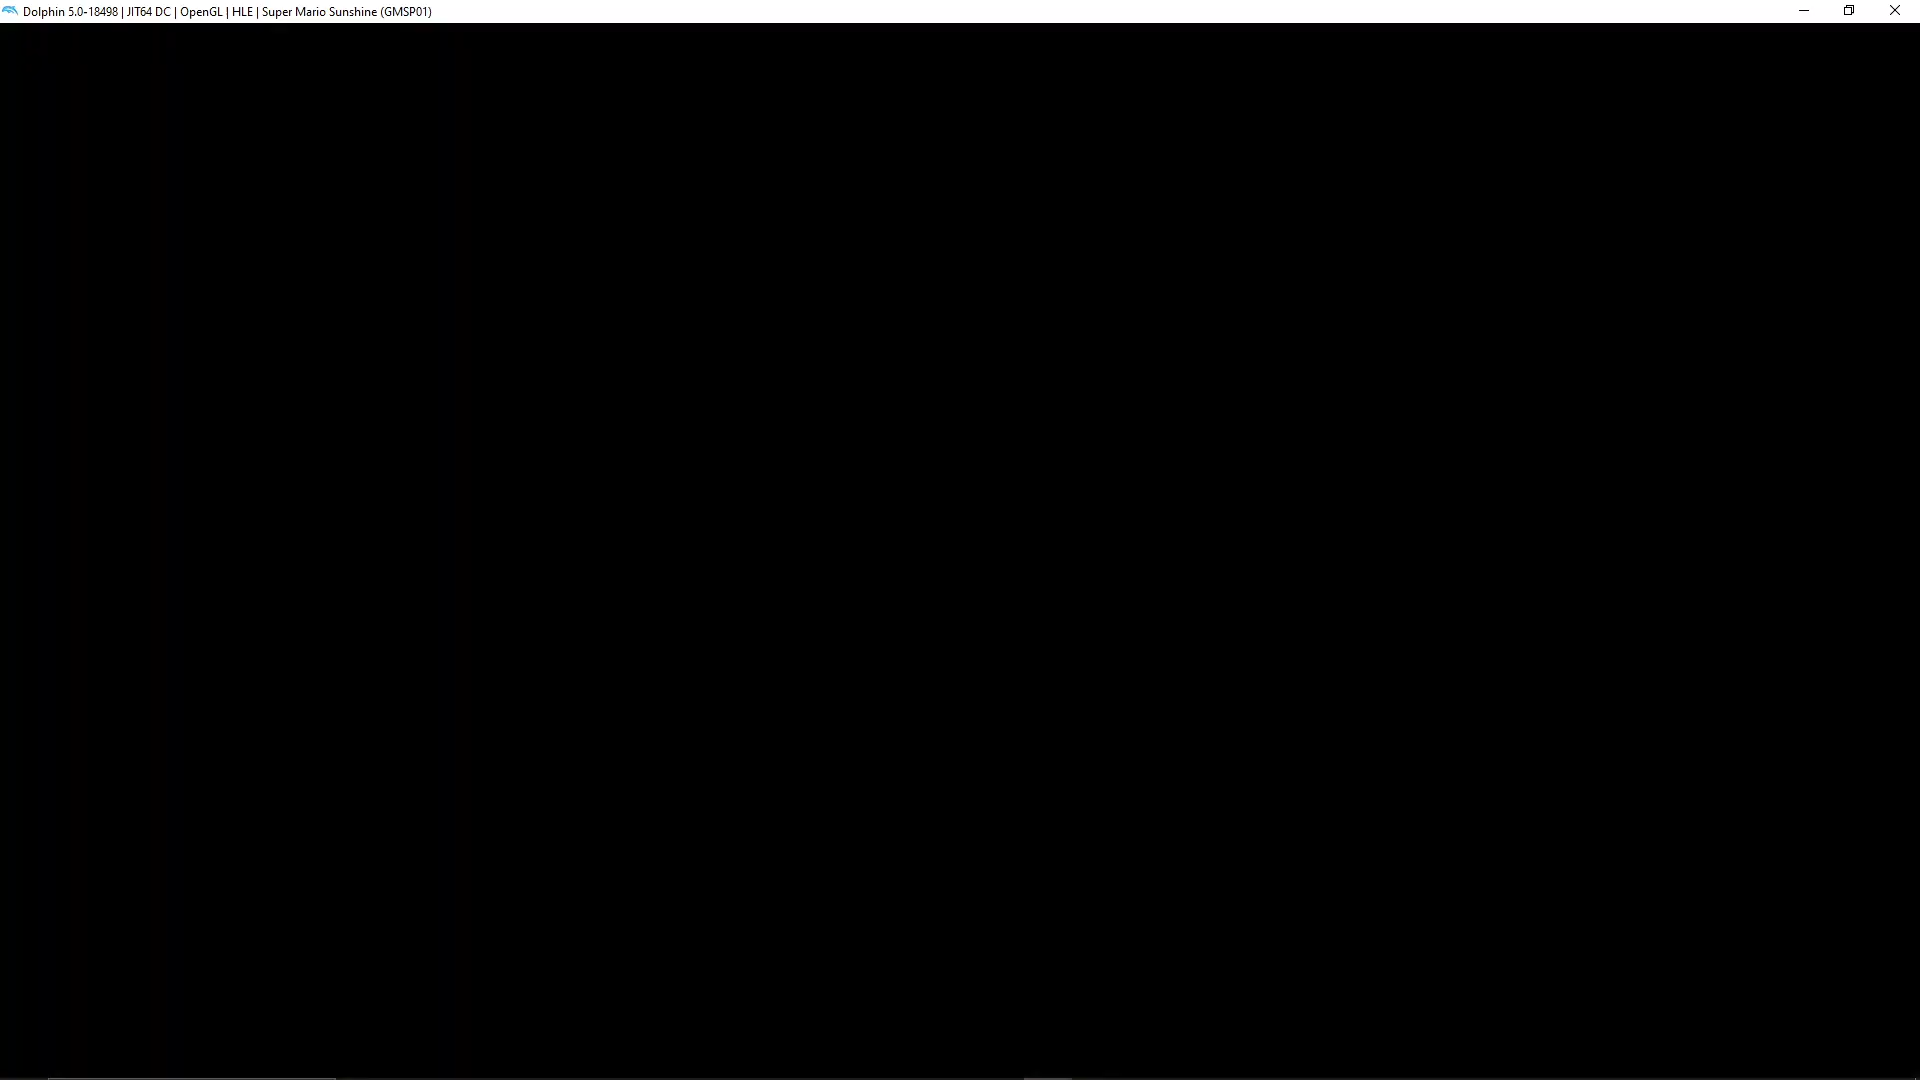 Dolphin 5.0-18498 | JIT64 DC | OpenGL | HLE | Super Mario Sunshine (GMSP01)